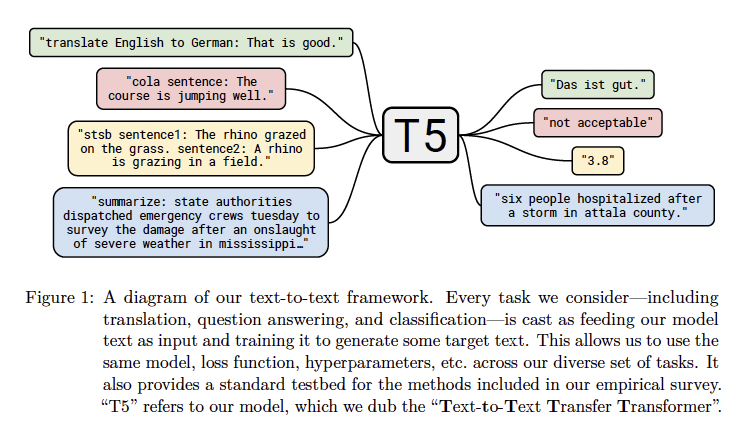 "translate English to German: That is good."
"cola sentence: The
course is jumping well."
"stsb sentence1: The rhino grazed
on the grass. sentence2: A rhino
is grazing in a field."
"summarize: state authorities
dispatched emergency crews tuesday to
survey the damage after an onslaught
of severe weather in mississippi…"
T5
"Das ist gut."
"not acceptable"
"3.8"
"six people hospitalized after
a storm in attala county."
Figure 1: A diagram of our text-to-text framework. Every task we consider—including
translation, question answering, and classification—is cast as feeding our model
text as input and training it to generate some target text. This allows us to use the
same model, loss function, hyperparameters, etc. across our diverse set of tasks. It
also provides a standard testbed for the methods included in our empirical survey.
“T5” refers to our model, which we dub the “Text-to-Text Transfer Transformer”.